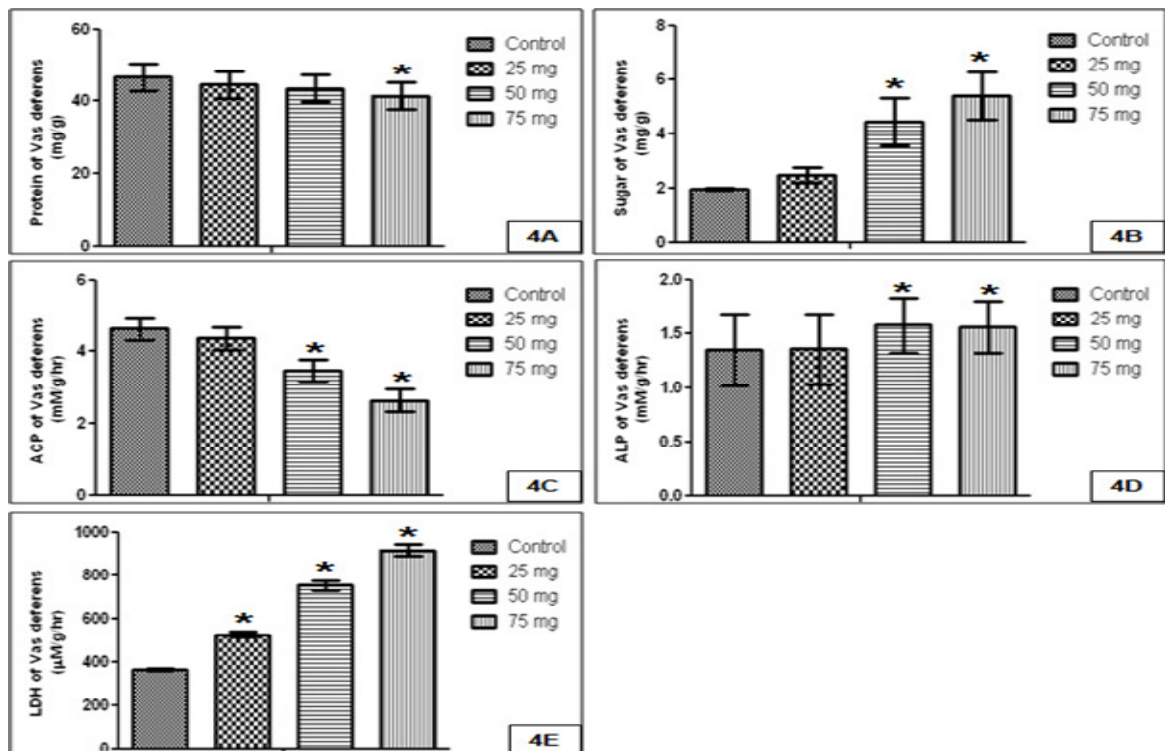 Protein of Vas deferens
(mg/g)
60
40
20
0
*
Control
25 mg
50 mg
75 mg
4A
Sugar of Vas deferens
(mg/g)
8
6
4
2
0
*
*
Control
25 mg
50 mg
75 mg
4B
ACP of Vas deferens
(mM/g/hr)
6
4
2
0
*
*
Control
25 mg
50 mg
75 mg
4C
ALP of Vas deferens
(mM/g/hr)
2.0
1.5
1.0
0.5
0.0
*
*
Control
25 mg
50 mg
75 mg
4D
LDH of Vas deferens
(µM/g/hr)
1000
800
600
400
200
0
*
*
*
Control
25 mg
50 mg
75 mg
4E